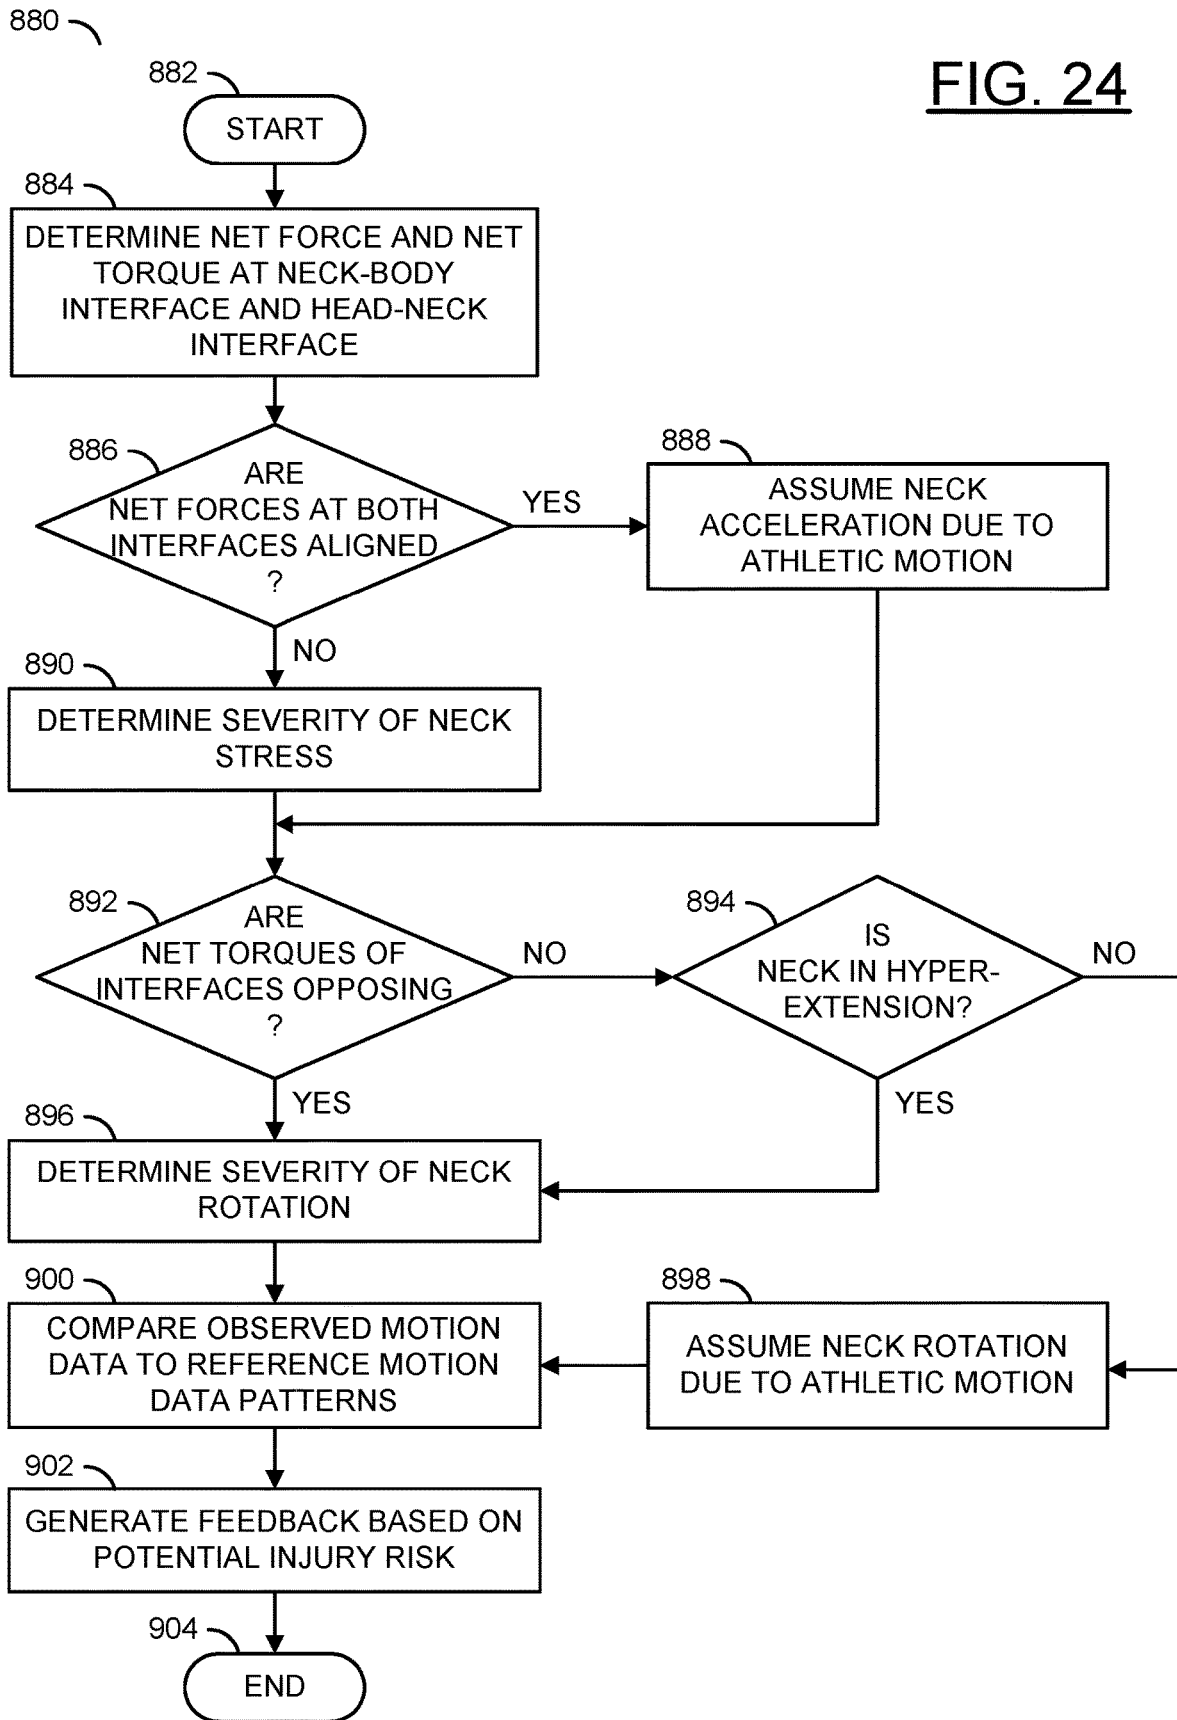 880
882
FIG. 24
START
884
DETERMINE NET FORCE AND NET
TORQUE AT NECK-BODY
INTERFACE AND HEAD-NECK
INTERFACE
886
ARE
NET FORCES AT BOTH
INTERFACES ALIGNED
?
YES
888
ASSUME NECK
ACCELERATION DUE TO
ATHLETIC MOTION
NO
890
DETERMINE SEVERITY OF NECK
STRESS
892
ARE
NET TORQUES OF
INTERFACES OPPOSING
?
NO
894
IS
NECK IN HYPER-
EXTENSION?
NO
YES
YES
896
DETERMINE SEVERITY OF NECK
ROTATION
900
COMPARE OBSERVED MOTION
DATA TO REFERENCE MOTION
DATA PATTERNS
898
ASSUME NECK ROTATION
DUE TO ATHLETIC MOTION
902
GENERATE FEEDBACK BASED ON
POTENTIAL INJURY RISK
904
END